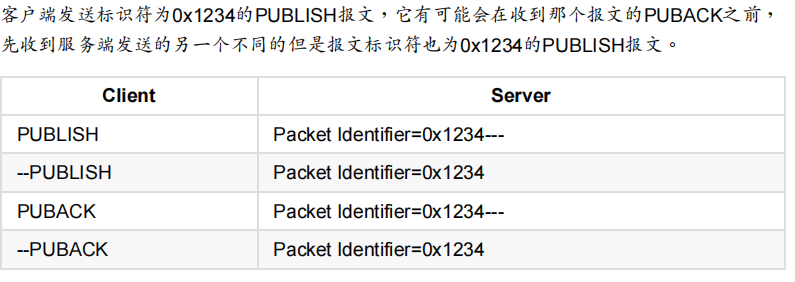 客户端发送标识符为0x1234的PUBLISH报文，它有可能会在收到那个报文的PUBACK之前，
先收到服务端发送的另一个不同的但是报文标识符也为0x1234的PUBLISH报文。
Client Server
PUBLISH Packet Identifier=0x1234---
--PUBLISH Packet Identifier=0x1234
PUBACK Packet Identifier=0x1234---
--PUBACK Packet Identifier=0x1234